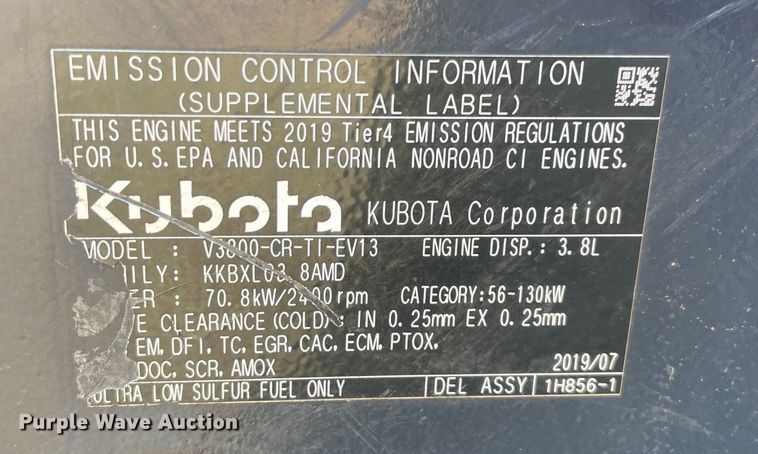 EMISSION CONTROL INFORMATION
(SUPPLEMENTAL LABEL)
THIS ENGINE MEETS 2019 Tier4 EMISSION REGULATIONS
FOR U.S.EPA AND CALIFORNIA NONROAD CI ENGINES.
Kubota KUBOTA Corporation
MODEL : V3800-CR-TI-EV13 ENGINE DISP.: 3.8L
ILY: KKBXL03.8AMD
ER : 70.8kW/2400rpm CATEGORY:56-130kW
E CLEARANCE (COLD): IN 0.25mm EX 0.25mm
EM, DFI, TC, EGR, CAC, ECM, PTOX,
DOC, SCR, AMOX 2019/07
ULTRA LOW SULFUR FUEL ONLY DEL ASSY 1H856-1
Purple Wave Auction